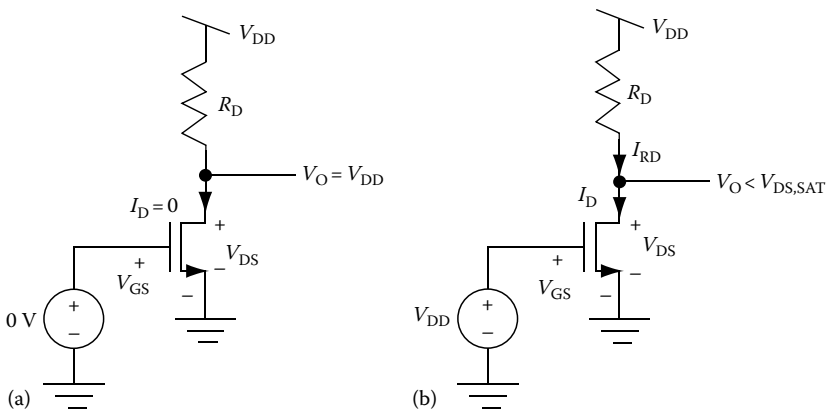 V_DD
R_D
V_O = V_DD
I_D = 0
+
V_DS
–
+
V_GS
–
0 V
+
–
(a)
V_DD
R_D
I_RD
V_O < V_DS,SAT
I_D
+
V_DS
–
+
V_GS
–
V_DD
+
–
(b)